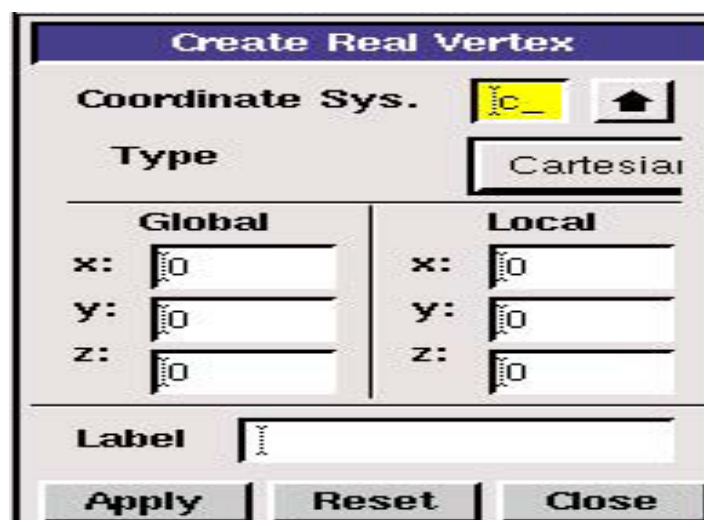 Create Real Vertex
Coordinate Sys. c_
Type Cartesian
Global Local
x: 0 x: 0
y: 0 y: 0
z: 0 z: 0
Label
Apply Reset Close